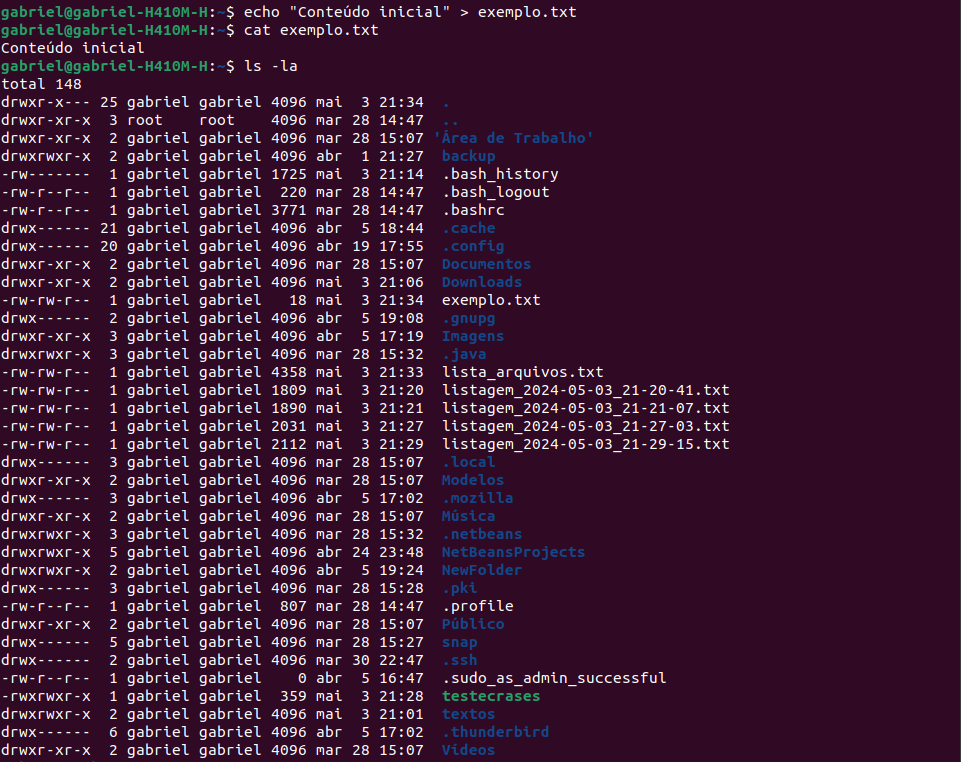 gabriel@gabriel-H410M-H:~$ echo "Conteúdo inicial" > exemplo.txt
gabriel@gabriel-H410M-H:~$ cat exemplo.txt
Conteúdo inicial
gabriel@gabriel-H410M-H:~$ ls -la
total 148
drwxr-x--- 25 gabriel gabriel 4096 mai  3 21:34  .
drwxr-xr-x  3 root    root    4096 mar 28 14:47  ..
drwxr-xr-x  2 gabriel gabriel 4096 mar 28 15:07 'Área de Trabalho'
drwxrwxr-x  2 gabriel gabriel 4096 abr  1 21:27  backup
-rw-------  1 gabriel gabriel 1725 mai  3 21:14  .bash_history
-rw-r--r--  1 gabriel gabriel  220 mar 28 14:47  .bash_logout
-rw-r--r--  1 gabriel gabriel 3771 mar 28 14:47  .bashrc
drwx------ 21 gabriel gabriel 4096 abr  5 18:44  .cache
drwx------ 20 gabriel gabriel 4096 abr 19 17:55  .config
drwxr-xr-x  2 gabriel gabriel 4096 mar 28 15:07  Documentos
drwxr-xr-x  2 gabriel gabriel 4096 mai  3 21:06  Downloads
-rw-rw-r--  1 gabriel gabriel   18 mai  3 21:34  exemplo.txt
drwx------  2 gabriel gabriel 4096 abr  5 19:08  .gnupg
drwxr-xr-x  3 gabriel gabriel 4096 abr  5 17:19  Imagens
drwxrwxr-x  3 gabriel gabriel 4096 mar 28 15:32  .java
-rw-rw-r--  1 gabriel gabriel 4358 mai  3 21:33  lista_arquivos.txt
-rw-rw-r--  1 gabriel gabriel 1809 mai  3 21:20  listagem_2024-05-03_21-20-41.txt
-rw-rw-r--  1 gabriel gabriel 1890 mai  3 21:21  listagem_2024-05-03_21-21-07.txt
-rw-rw-r--  1 gabriel gabriel 2031 mai  3 21:27  listagem_2024-05-03_21-27-03.txt
-rw-rw-r--  1 gabriel gabriel 2112 mai  3 21:29  listagem_2024-05-03_21-29-15.txt
drwx------  3 gabriel gabriel 4096 mar 28 15:07  .local
drwxr-xr-x  2 gabriel gabriel 4096 mar 28 15:07  Modelos
drwx------  3 gabriel gabriel 4096 abr  5 17:02  .mozilla
drwxr-xr-x  2 gabriel gabriel 4096 mar 28 15:07  Música
drwxrwxr-x  3 gabriel gabriel 4096 mar 28 15:32  .netbeans
drwxrwxr-x  5 gabriel gabriel 4096 abr 24 23:48  NetBeansProjects
drwxrwxr-x  2 gabriel gabriel 4096 abr  5 19:24  NewFolder
drwx------  3 gabriel gabriel 4096 mar 28 15:28  .pki
-rw-r--r--  1 gabriel gabriel  807 mar 28 14:47  .profile
drwxr-xr-x  2 gabriel gabriel 4096 mar 28 15:07  Público
drwx------  5 gabriel gabriel 4096 mar 28 15:27  snap
drwx------  2 gabriel gabriel 4096 mar 30 22:47  .ssh
-rw-r--r--  1 gabriel gabriel    0 abr  5 16:47  .sudo_as_admin_successful
-rwxrwxr-x  1 gabriel gabriel  359 mai  3 21:28  testecrases
drwxrwxr-x  2 gabriel gabriel 4096 mai  3 21:01  textos
drwx------  6 gabriel gabriel 4096 abr  5 17:02  .thunderbird
drwxr-xr-x  2 gabriel gabriel 4096 mar 28 15:07  Vídeos